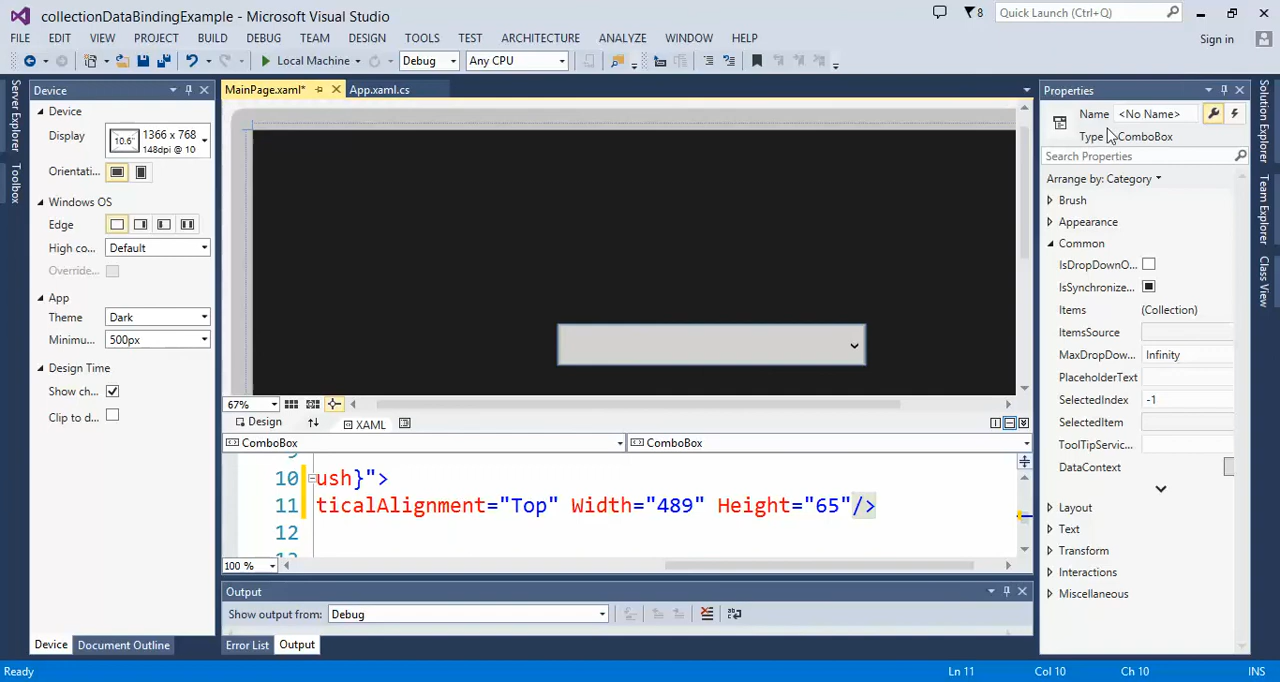 collectionDataBindingExample - Microsoft Visual Studio
8
Quick Launch (Ctrl+Q)
FILE EDIT VIEW PROJECT BUILD DEBUG TEAM DESIGN TOOLS TEST ARCHITECTURE ANALYZE WINDOW HELP
Sign in
Local Machine
Debug
Any CPU
Server Explorer
Toolbox
Device
Device
Display
10.6"
1366 x 768
148dpi @ 10
Orientati...
Windows OS
Edge
High co...
Default
Override...
App
Theme
Dark
Minimu...
500px
Design Time
Show ch...
Clip to d...
Device
Document Outline
MainPage.xaml*
App.xaml.cs
67%
Design
XAML
ComboBox
ComboBox
9
10 ush}">
11 ticalAlignment="Top" Width="489" Height="65"/>
12
13
100 %
Output
Show output from: Debug
Error List
Output
Properties
Name <No Name>
Type ComboBox
Search Properties
Arrange by: Category
Brush
Appearance
Common
IsDropDownO...
IsSynchronize...
Items (Collection)
ItemsSource
MaxDropDow... Infinity
PlaceholderText
SelectedIndex -1
SelectedItem
ToolTipServic...
DataContext
Layout
Text
Transform
Interactions
Miscellaneous
Solution Explorer
Team Explorer
Class View
Ready
Ln 11
Col 10
Ch 10
INS